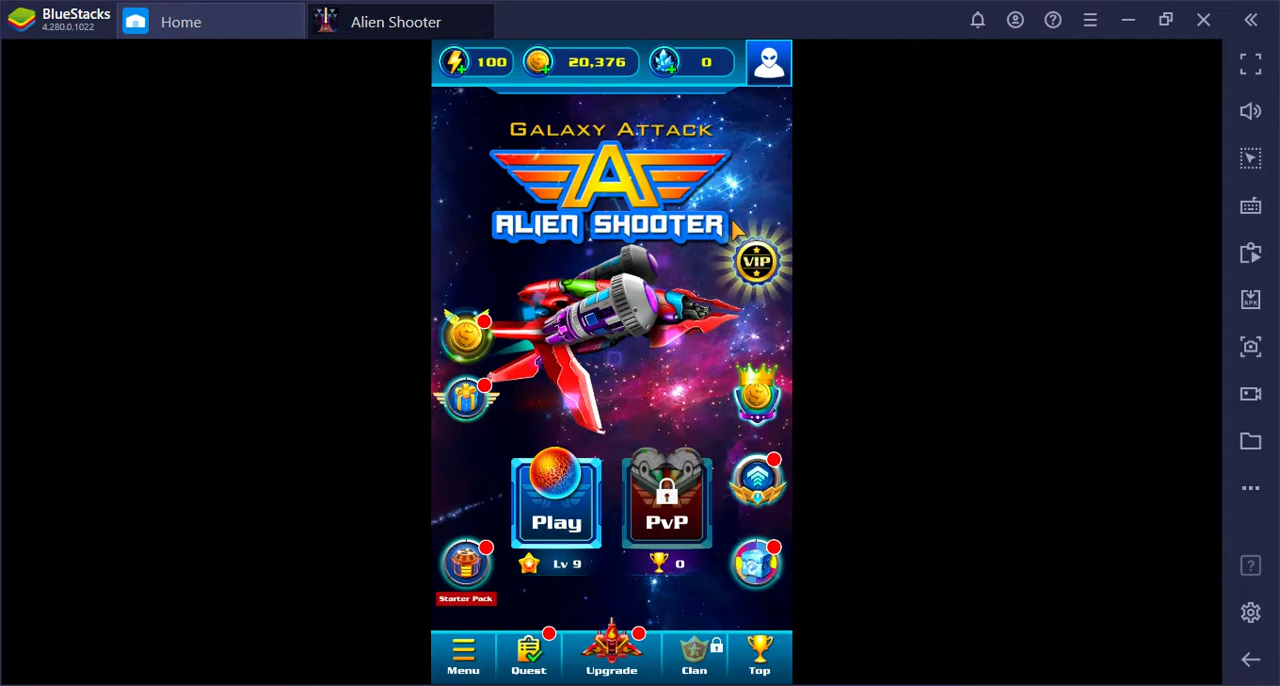 BlueStacks
4.280.0.1022
Home
Alien Shooter
100
20,376
0
GALAXY ATTACK
A
ALIEN SHOOTER
VIP
Play
PvP
Lv 9
0
Starter Pack
Menu
Quest
Upgrade
Clan
Top
APK